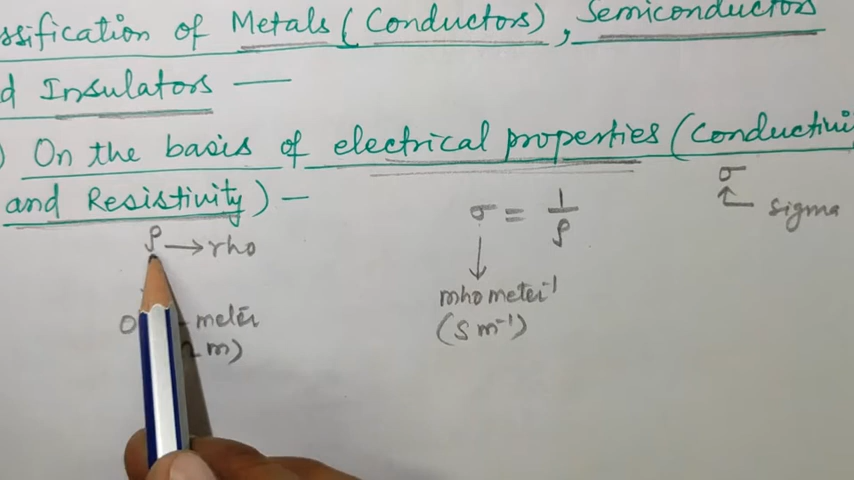 ssification of Metals (Conductors), Semiconductors
d Insulators —
) On the basis of electrical properties (Conductivi
and Resistivity) —
σ
sigma
σ = 1/ρ
ρ → rho
mho meter⁻¹
(S m⁻¹)
meter
m)